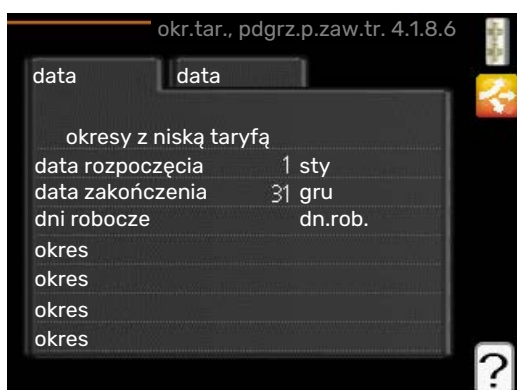 okr.tar., pdgrz.p.zaw.tr. 4.1.8.6
data data
okresy z niską taryfą
data rozpoczęcia 1 sty
data zakończenia 31 gru
dni robocze dn.rob.
okres
okres
okres
okres
?